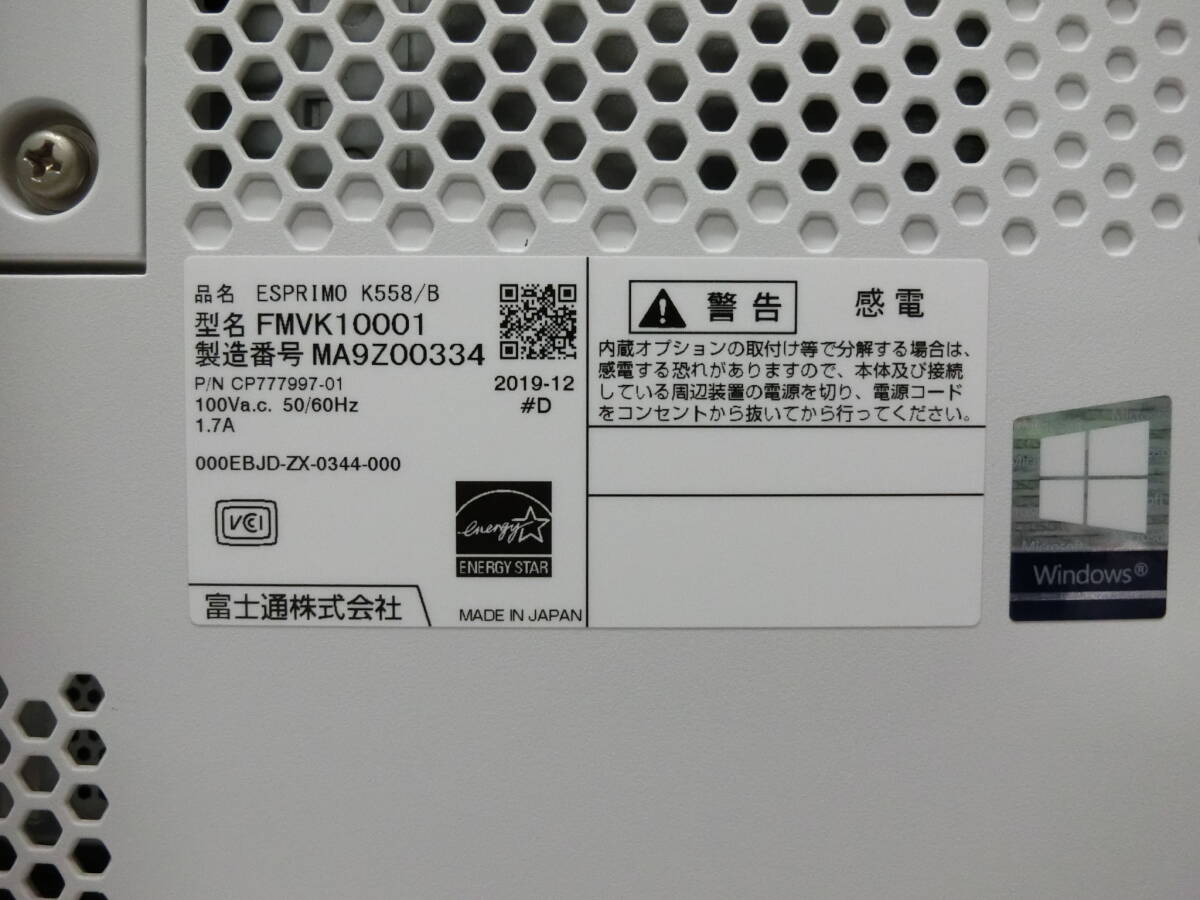 品名 ESPRIMO K558/B
型名 FMVK10001
製造番号 MA9Z00334
P/N CP777997-01
2019-12
100Va.c. 50/60Hz
#D
1.7A
000EBJD-ZX-0344-000
VCCI
energy
ENERGY STAR
富士通株式会社
MADE IN JAPAN
警告 感電
内蔵オプションの取付け等で分解する場合は、
感電する恐れがありますので、本体及び接続
している周辺装置の電源を切り、電源コード
をコンセントから抜いてから行ってください。
Microsoft
Windows®